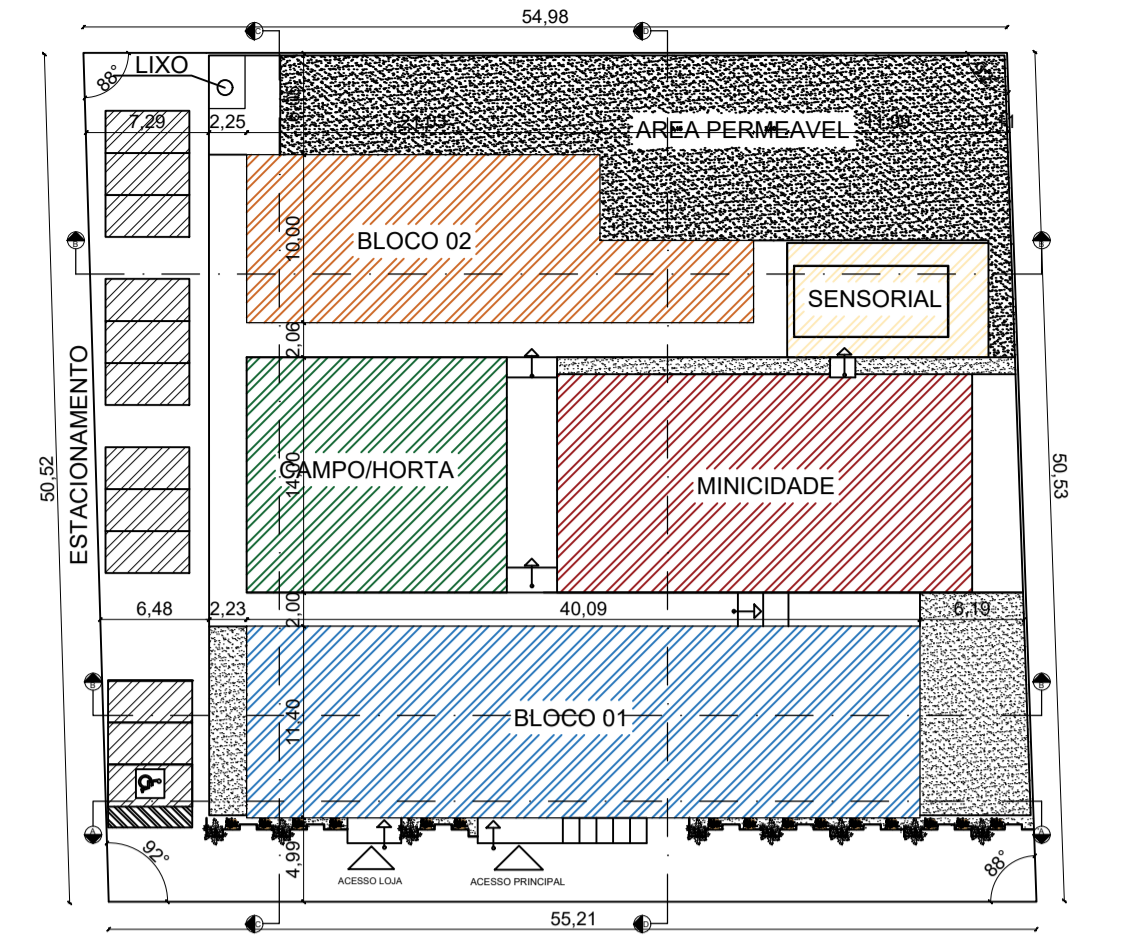 54,98
C
D
LIXO
88°
7,29
2,25
AREA PERMEAVEL
BLOCO 02
10,00
B
B
SENSORIAL
2,06
ESTACIONAMENTO
50,52
CAMPO/HORTA
14,00
MINICIDADE
50,53
6,48
2,23
2,00
40,09
6,19
B
B
BLOCO 01
11,40
A
A
92°
4,99
88°
ACESSO LOJA
ACESSO PRINCIPAL
C
D
55,21